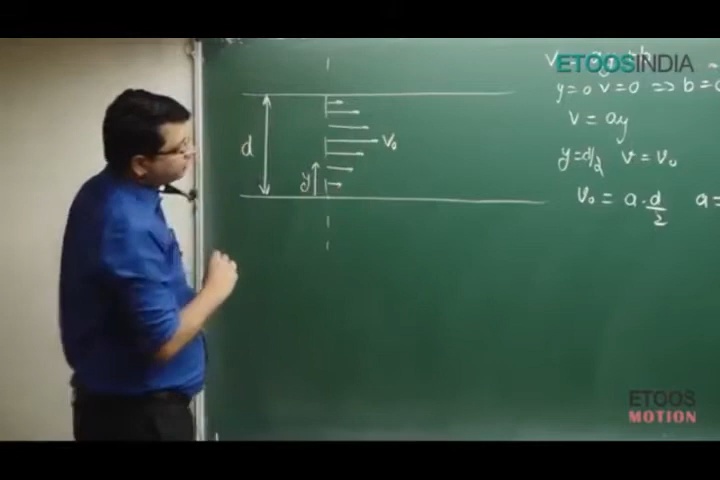 ETOOSINDIA
y=0 v=0 => b=0
v = ay
y=d/2 v=v₀
v₀ = a·d/2 a=
d
v₀
y
ETOOS
MOTION